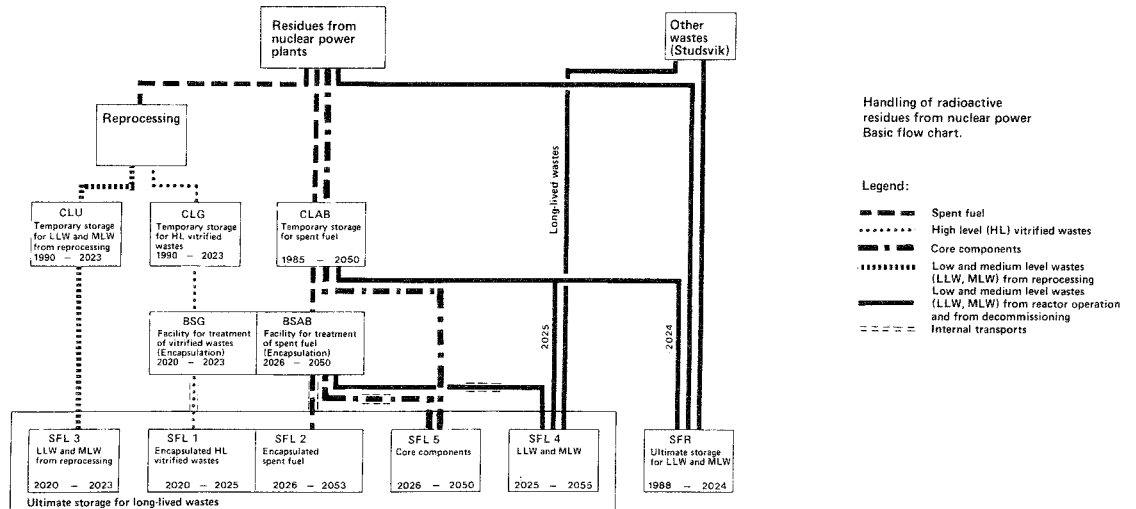 Residues from
nuclear power
plants
Other
wastes
(Studsvik)
Reprocessing
Handling of radioactive
residues from nuclear power
Basic flow chart.
Long-lived wastes
Legend:
Spent fuel
High level (HL) vitrified wastes
Core components
Low and medium level wastes
(LLW, MLW) from reprocessing
Low and medium level wastes
(LLW, MLW) from reactor operation
and from decommissioning
Internal transports
CLU
Temporary storage
for LLW and MLW
from reprocessing
1990 – 2023
CLG
Temporary storage
for HL vitrified
wastes
1990 – 2023
CLAB
Temporary storage
for spent fuel
1985 – 2050
BSG
Facility for treatment
of vitrified wastes
(Encapsulation)
2020 – 2023
BSAB
Facility for treatment
of spent fuel
(Encapsulation)
2026 – 2050
2025
2024
SFL 3
LLW and MLW
from reprocessing
2020 – 2023
SFL 1
Encapsulated HL
vitrified wastes
2020 – 2025
SFL 2
Encapsulated
spent fuel
2026 – 2053
SFL 5
Core components
2026 – 2050
SFL 4
LLW and MLW
2025 – 2055
SFR
Ultimate storage
for LLW and MLW
1988 – 2024
Ultimate storage for long-lived wastes